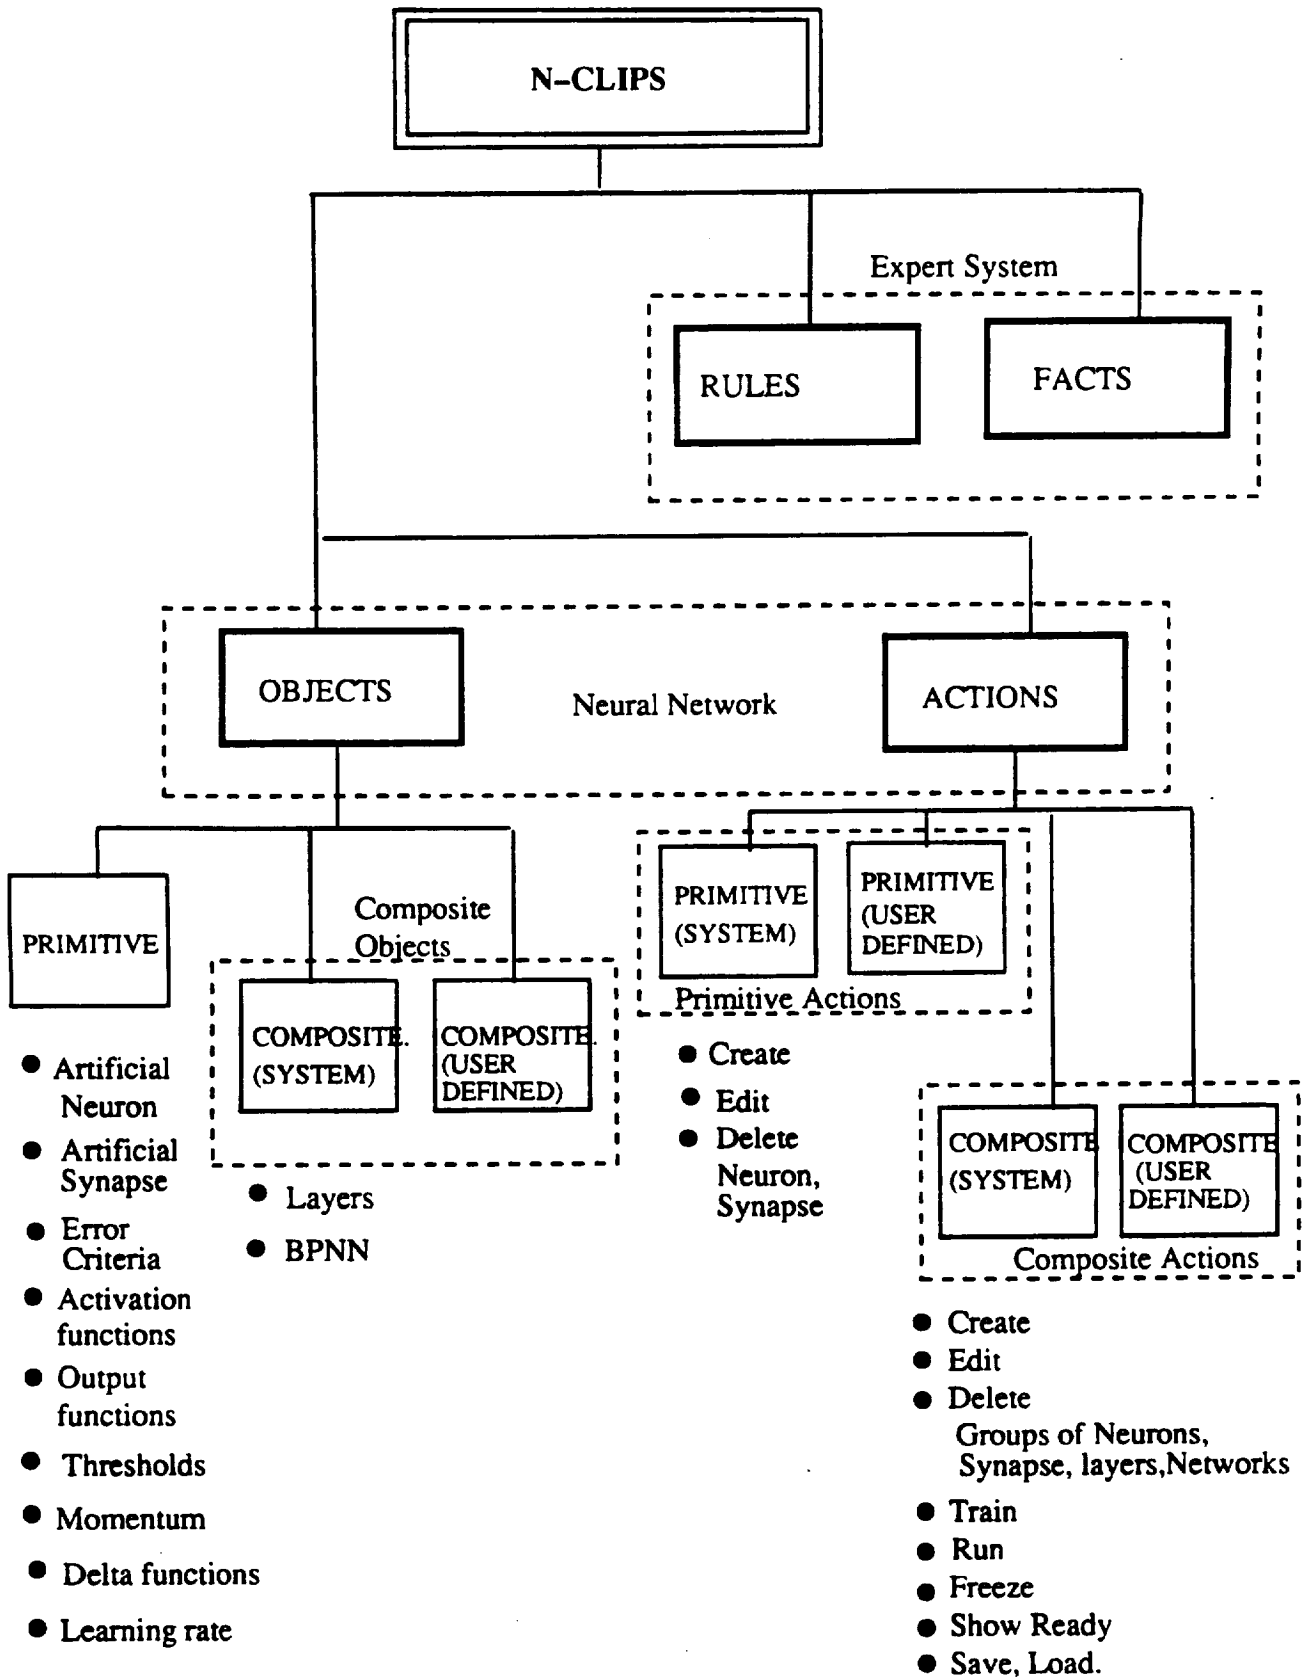 N-CLIPS
Expert System
RULES
FACTS
OBJECTS
Neural Network
ACTIONS
PRIMITIVE
Composite
Objects
COMPOSITE.
(SYSTEM)
COMPOSITE.
(USER
DEFINED)
PRIMITIVE
(SYSTEM)
PRIMITIVE
(USER
DEFINED)
Primitive Actions
COMPOSITE
(SYSTEM)
COMPOSITE
(USER
DEFINED)
Composite Actions
● Artificial
Neuron
● Artificial
Synapse
● Error
Criteria
● Activation
functions
● Output
functions
● Thresholds
● Momentum
● Delta functions
● Learning rate
● Layers
● BPNN
● Create
● Edit
● Delete
Neuron,
Synapse
● Create
● Edit
● Delete
Groups of Neurons,
Synapse, layers,Networks
● Train
● Run
● Freeze
● Show Ready
● Save, Load.